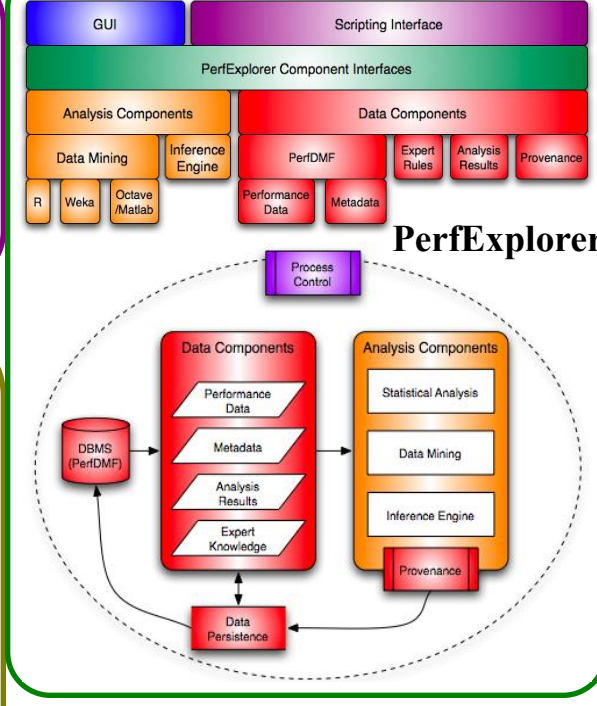 GUI
Scripting Interface
PerfExplorer Component Interfaces
Analysis Components
Data Components
Data Mining
Inference
Engine
PerfDMF
Expert
Rules
Analysis
Results
Provenance
R
Weka
Octave
/Matlab
Performance
Data
Metadata
PerfExplorer
Process
Control
Data Components
Analysis Components
Performance
Data
Statistical Analysis
DBMS
(PerfDMF)
Metadata
Data Mining
Analysis
Results
Inference Engine
Expert
Knowledge
Provenance
Data
Persistence